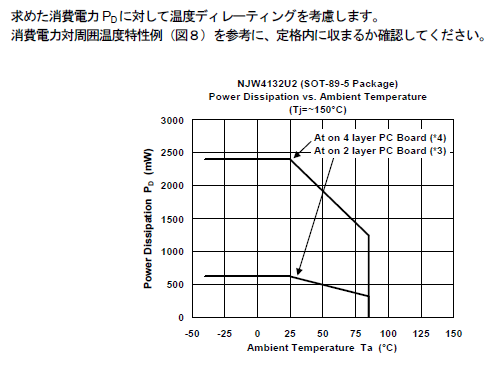 求めた消費電力 PDに対して温度ディレーティングを考慮します。
消費電力対周囲温度特性例（図８）を参考に、定格内に収まるか確認してください。
NJW4132U2 (SOT-89-5 Package)
Power Dissipation vs. Ambient Temperature
(Tj=~150°C)
At on 4 layer PC Board (*4)
At on 2 layer PC Board (*3)
Power Dissipation PD (mW)
3000
2500
2000
1500
1000
500
0
-50 -25 0 25 50 75 100 125 150
Ambient Temperature Ta (°C)